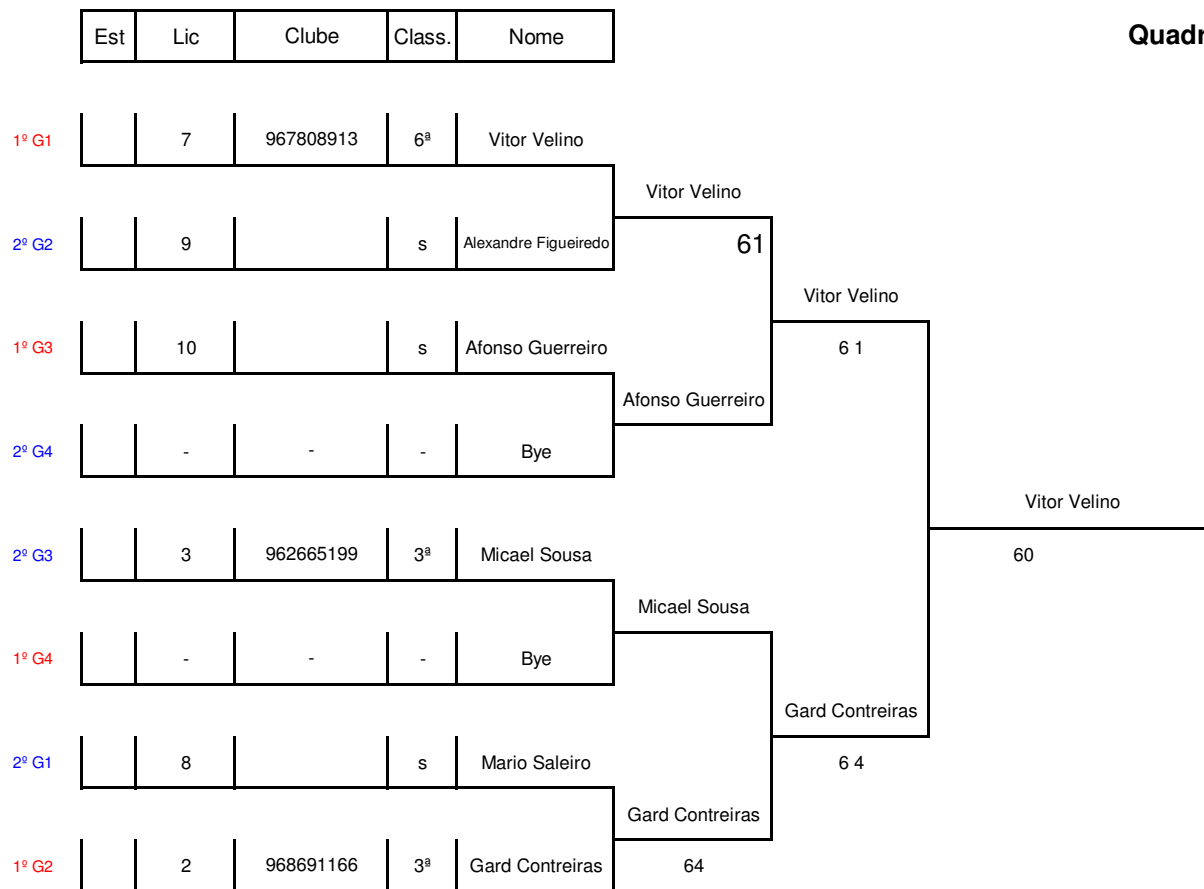 Est Lic Clube Class. Nome
Quadr
1º G1 7 967808913 6ª Vitor Velino
Vitor Velino
2º G2 9 s Alexandre Figueiredo 61
Vitor Velino
1º G3 10 s Afonso Guerreiro 6 1
Afonso Guerreiro
2º G4 - - - Bye
Vitor Velino
2º G3 3 962665199 3ª Micael Sousa 60
Micael Sousa
1º G4 - - - Bye
Gard Contreiras
2º G1 8 s Mario Saleiro 6 4
Gard Contreiras
1º G2 2 968691166 3ª Gard Contreiras 64